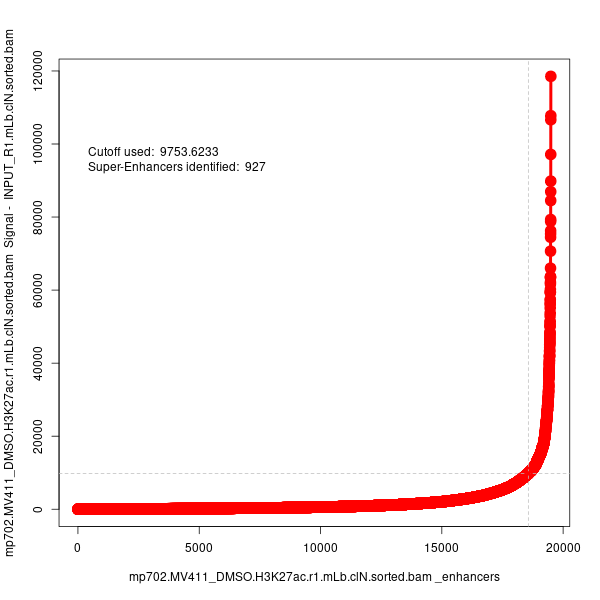 mp702.MV411_DMSO.H3K27ac.r1.mLb.clN.sorted.bam Signal - INPUT_R1.mLb.clN.sorted.bam
120000
100000
80000
60000
40000
20000
0
Cutoff used: 9753.6233
Super-Enhancers identified: 927
0 5000 10000 15000 20000
mp702.MV411_DMSO.H3K27ac.r1.mLb.clN.sorted.bam _enhancers